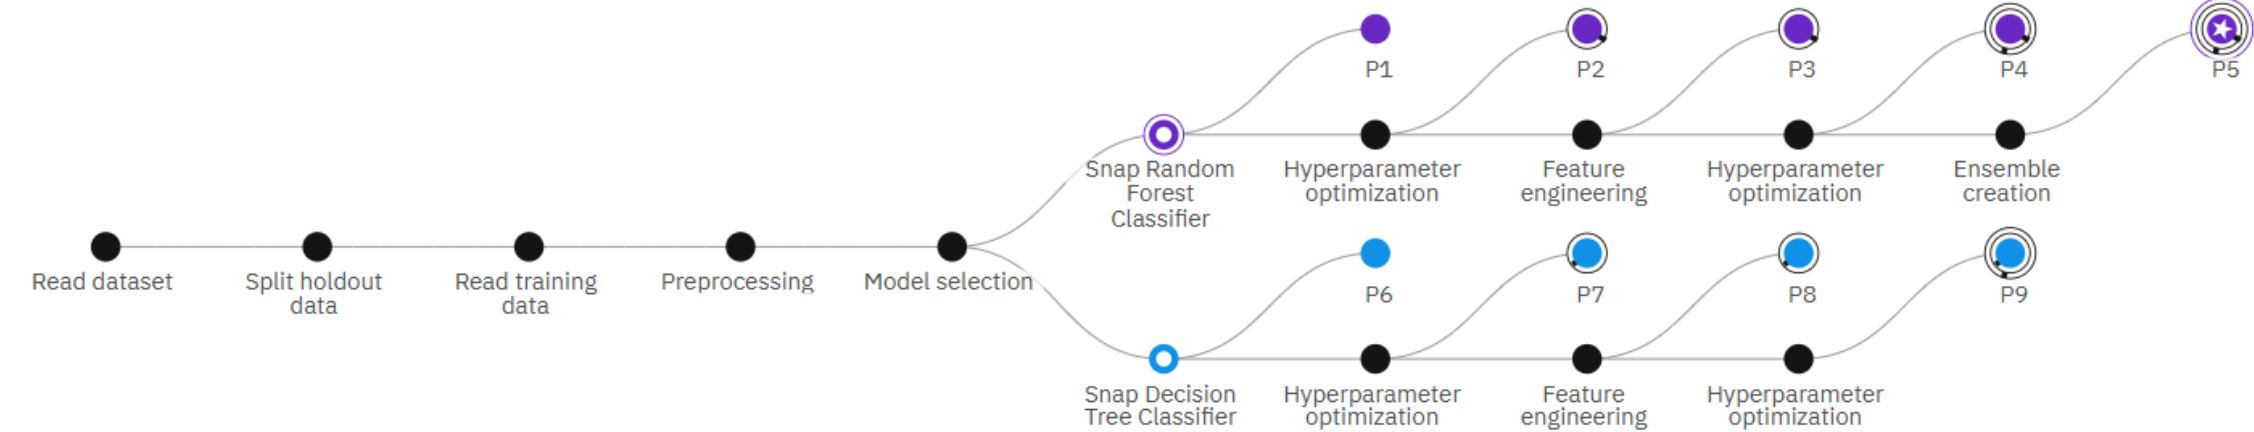 P1
P2
P3
P4
P5
Snap Random
Forest
Classifier
Hyperparameter
optimization
Feature
engineering
Hyperparameter
optimization
Ensemble
creation
Read dataset
Split holdout
data
Read training
data
Preprocessing
Model selection
P6
P7
P8
P9
Snap Decision
Tree Classifier
Hyperparameter
optimization
Feature
engineering
Hyperparameter
optimization